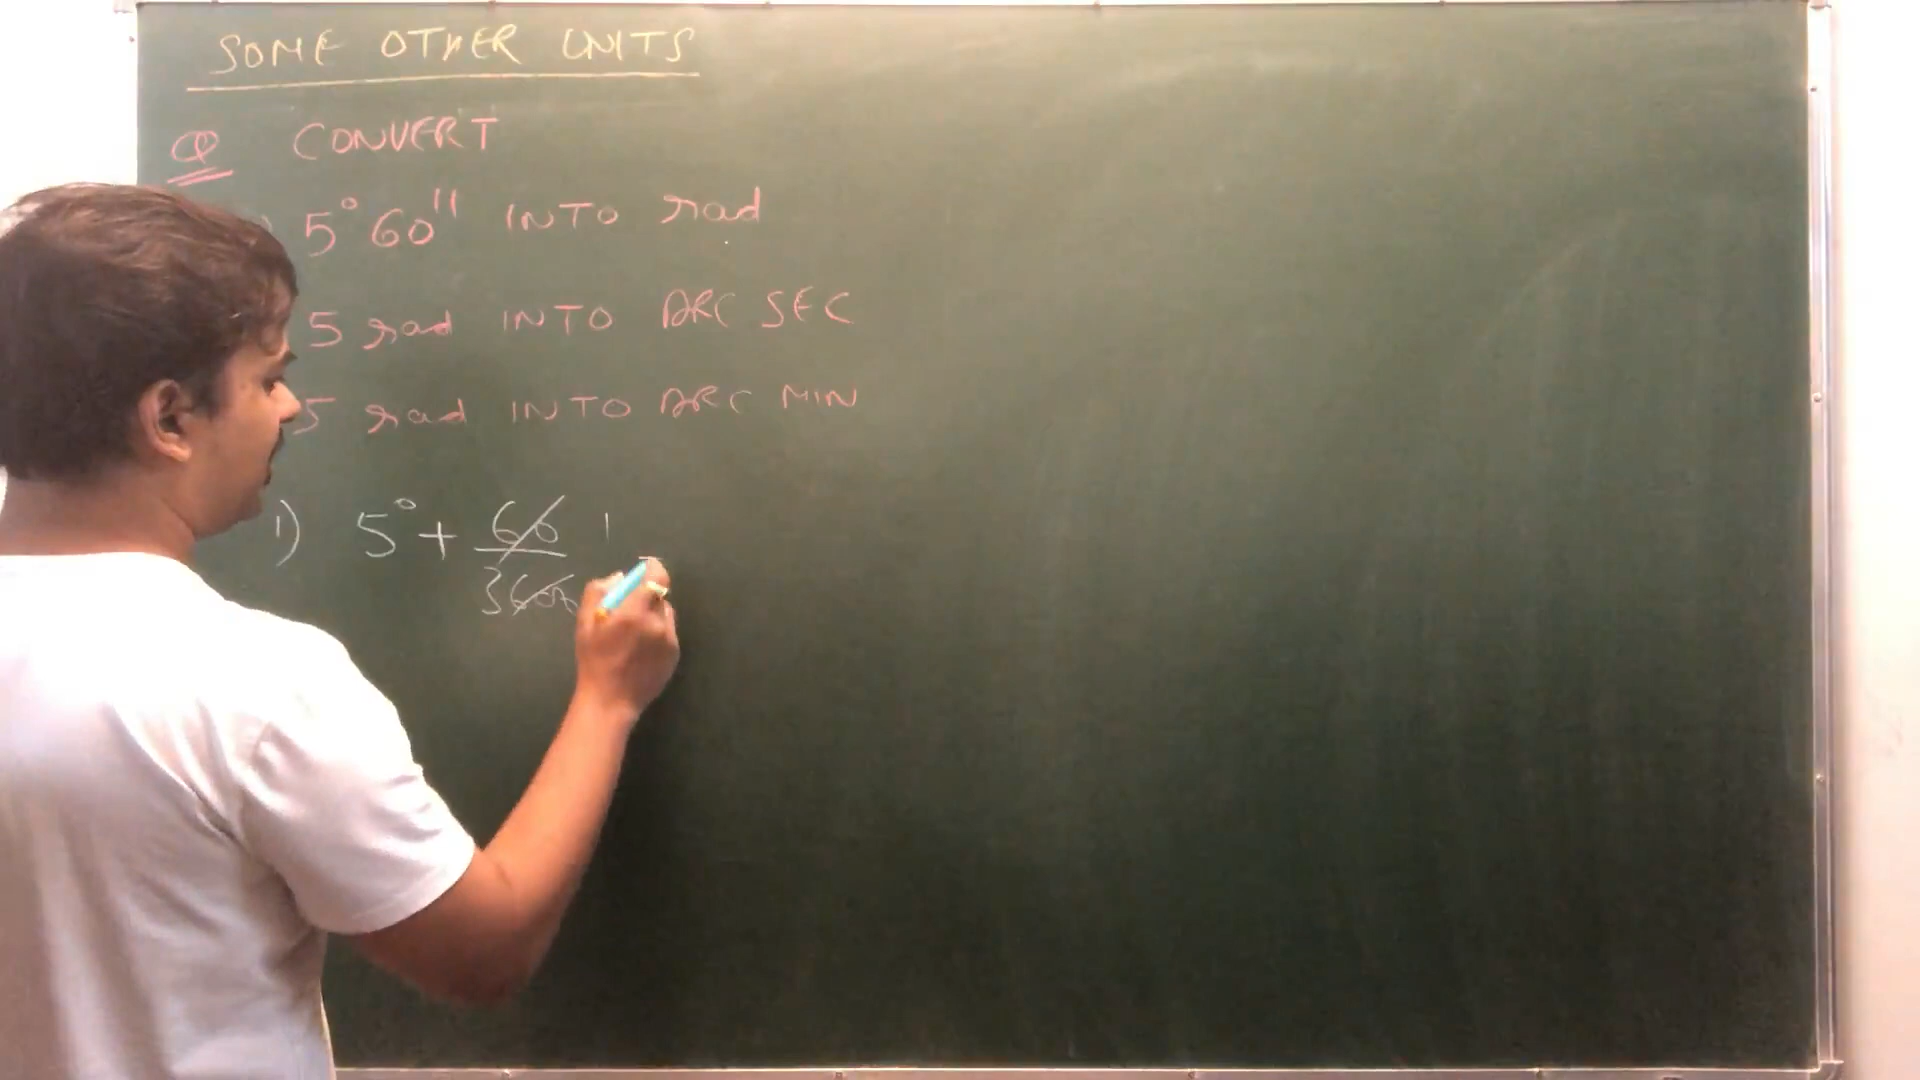 SOME OTHER UNITS
Q CONVERT
) 5° 60'' INTO rad
5 rad INTO ARC SEC
5 rad INTO ARC MIN
1) 5° + 60 1
3600